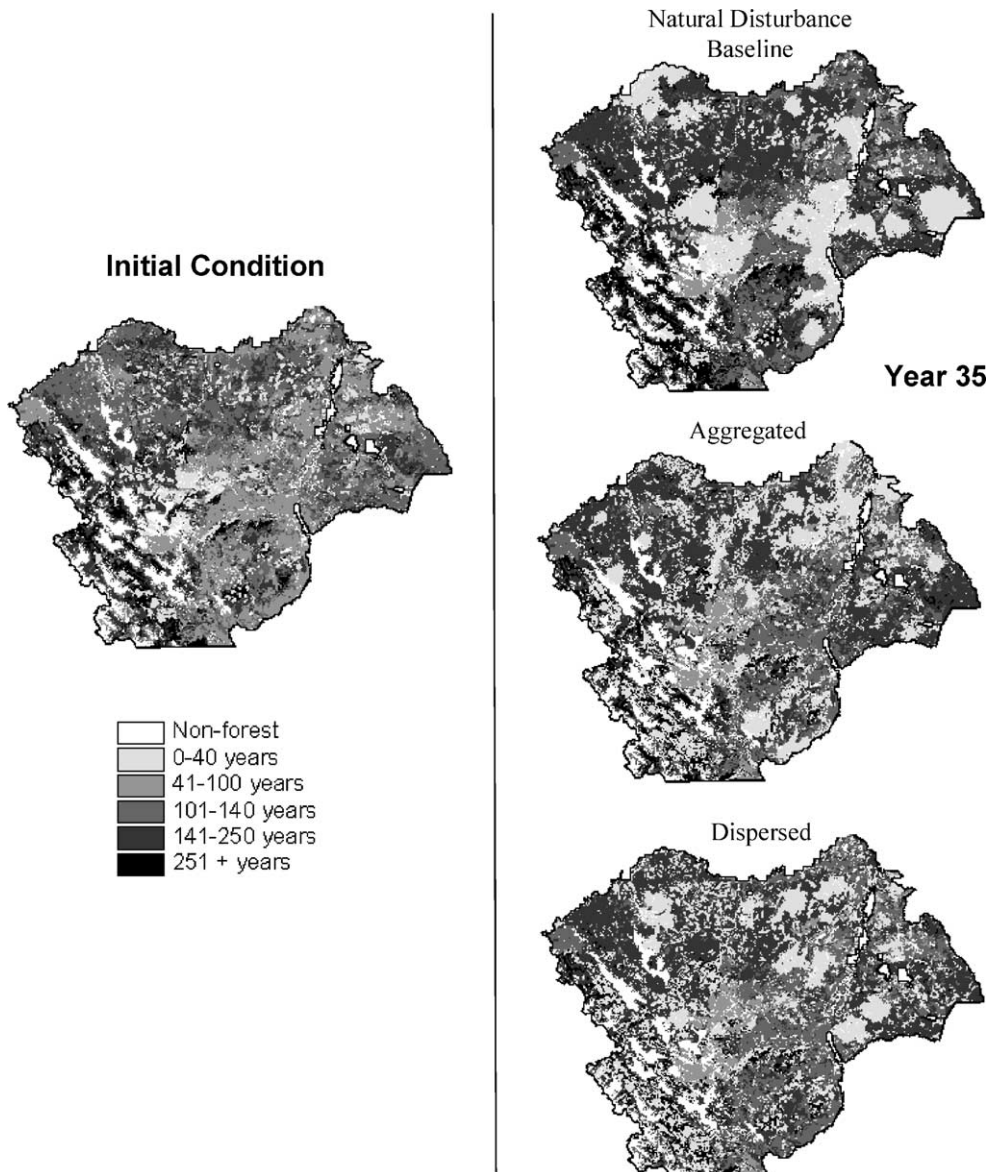 Initial Condition
Non-forest
0-40 years
41-100 years
101-140 years
141-250 years
251 + years
Natural Disturbance
Baseline
Year 35
Aggregated
Dispersed